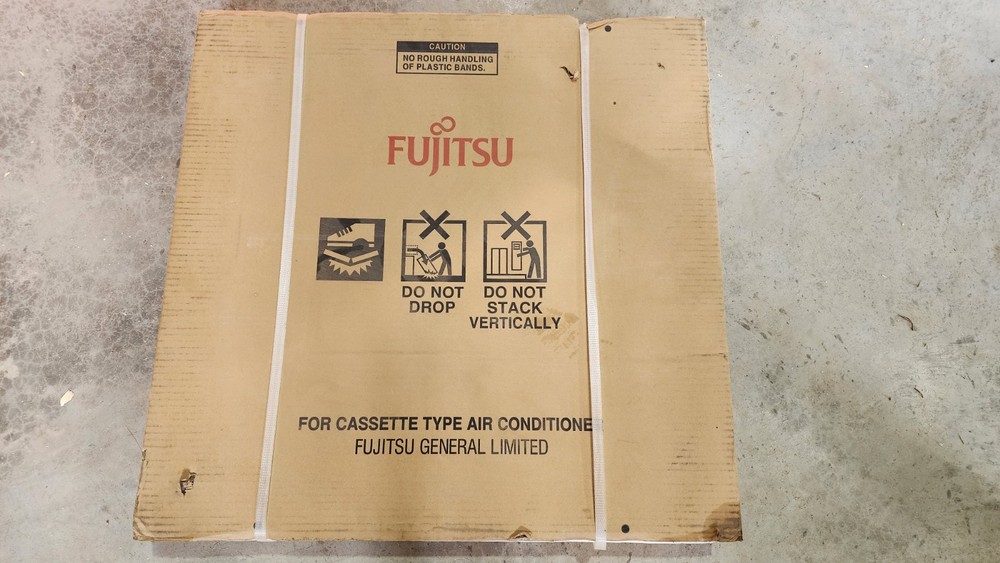 CAUTION
NO ROUGH HANDLING
OF PLASTIC BANDS.
FUJITSU
DO NOT
DROP
DO NOT
STACK
VERTICALLY
FOR CASSETTE TYPE AIR CONDITIONE
FUJITSU GENERAL LIMITED